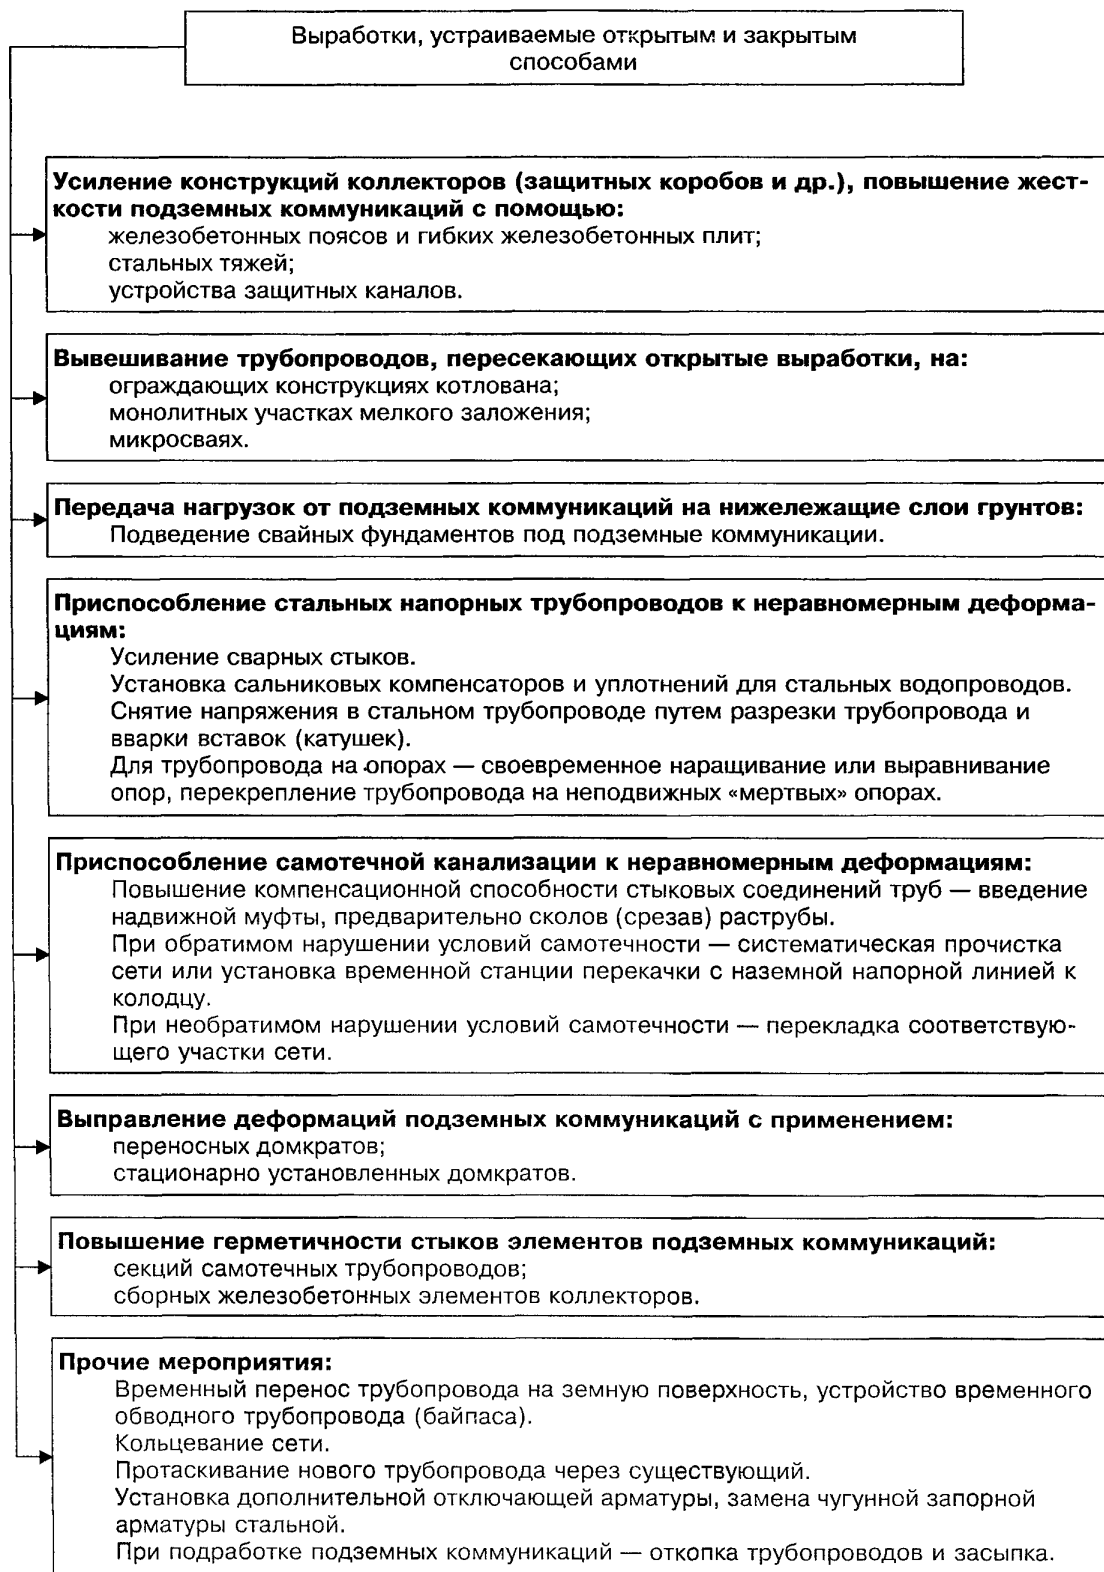 Выработки, устраиваемые открытым и закрытым
способами
Усиление конструкций коллекторов (защитных коробов и др.), повышение жест-
кости подземных коммуникаций с помощью:
железобетонных поясов и гибких железобетонных плит;
стальных тяжей;
устройства защитных каналов.
Вывешивание трубопроводов, пересекающих открытые выработки, на:
ограждающих конструкциях котлована;
монолитных участках мелкого заложения;
микросваях.
Передача нагрузок от подземных коммуникаций на нижележащие слои грунтов:
Подведение свайных фундаментов под подземные коммуникации.
Приспособление стальных напорных трубопроводов к неравномерным деформа-
циям:
Усиление сварных стыков.
Установка сальниковых компенсаторов и уплотнений для стальных водопроводов.
Снятие напряжения в стальном трубопроводе путем разрезки трубопровода и
вварки вставок (катушек).
Для трубопровода на опорах — своевременное наращивание или выравнивание
опор, перекрепление трубопровода на неподвижных «мертвых» опорах.
Приспособление самотечной канализации к неравномерным деформациям:
Повышение компенсационной способности стыковых соединений труб — введение
надвижной муфты, предварительно сколов (срезав) раструбы.
При обратимом нарушении условий самотечности — систематическая прочистка
сети или установка временной станции перекачки с наземной напорной линией к
колодцу.
При необратимом нарушении условий самотечности — перекладка соответствую-
щего участки сети.
Выправление деформаций подземных коммуникаций с применением:
переносных домкратов;
стационарно установленных домкратов.
Повышение герметичности стыков элементов подземных коммуникаций:
секций самотечных трубопроводов;
сборных железобетонных элементов коллекторов.
Прочие мероприятия:
Временный перенос трубопровода на земную поверхность, устройство временного
обводного трубопровода (байпаса).
Кольцевание сети.
Протаскивание нового трубопровода через существующий.
Установка дополнительной отключающей арматуры, замена чугунной запорной
арматуры стальной.
При подработке подземных коммуникаций — откопка трубопроводов и засыпка.